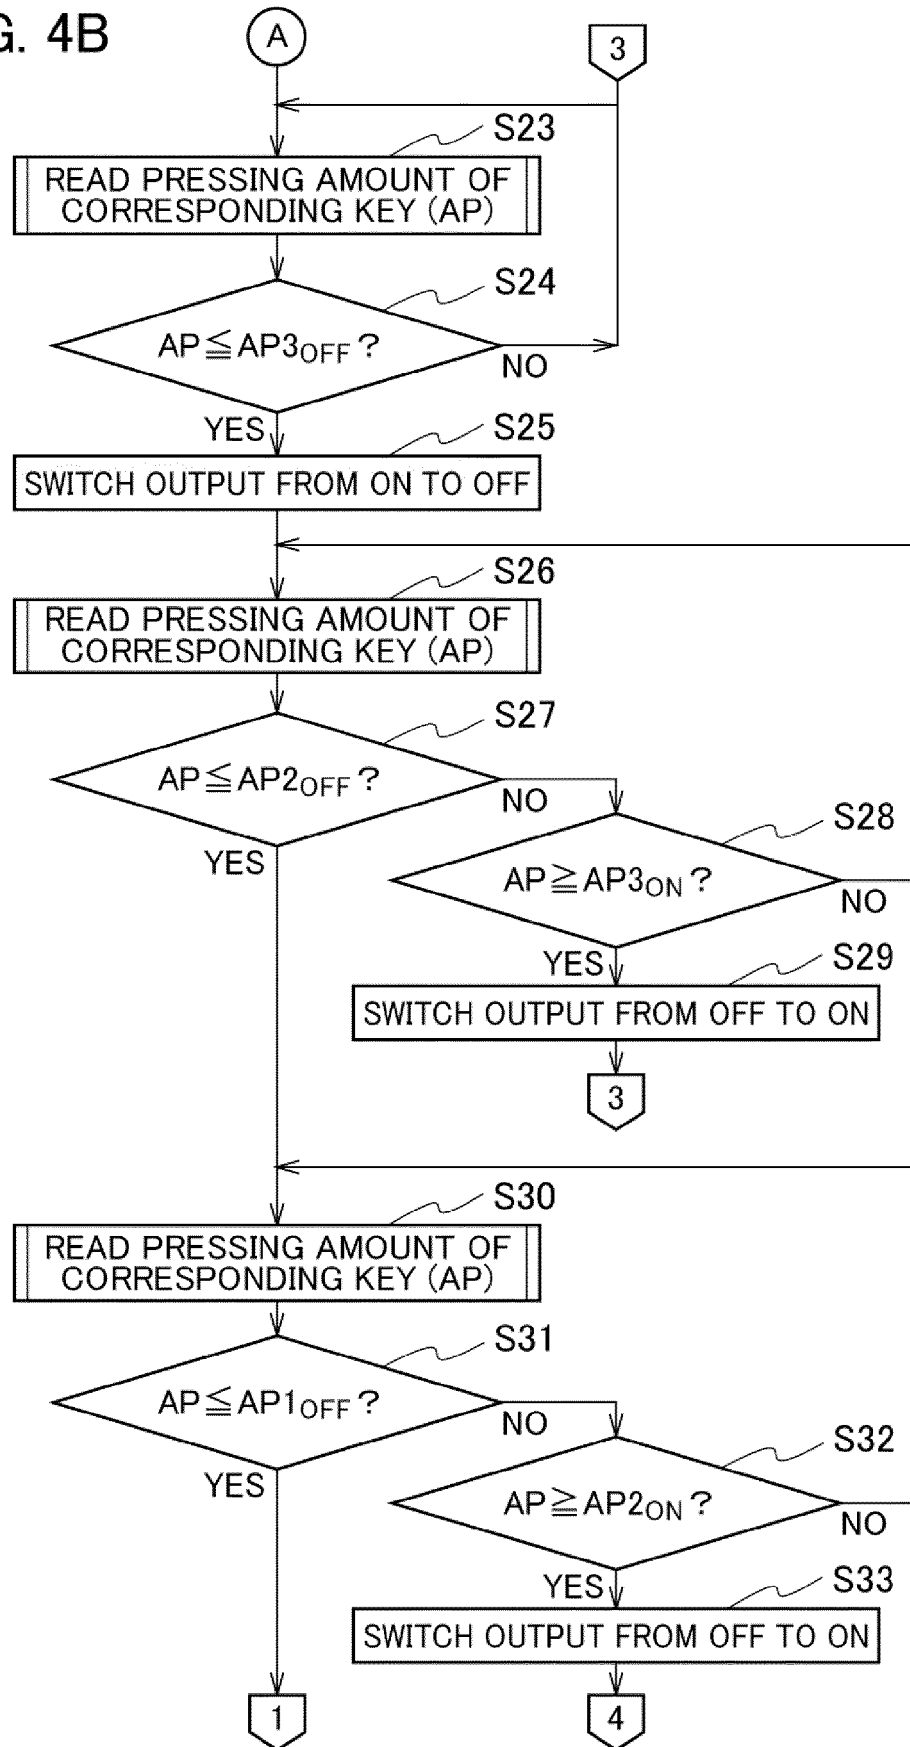 G. 4B
A
3
S23
READ PRESSING AMOUNT OF
CORRESPONDING KEY (AP)
S24
AP≦AP3OFF?
NO
YES
S25
SWITCH OUTPUT FROM ON TO OFF
S26
READ PRESSING AMOUNT OF
CORRESPONDING KEY (AP)
S27
AP≦AP2OFF?
NO
YES
S28
AP≧AP3ON?
NO
YES
S29
SWITCH OUTPUT FROM OFF TO ON
3
S30
READ PRESSING AMOUNT OF
CORRESPONDING KEY (AP)
S31
AP≦AP1OFF?
NO
YES
S32
AP≧AP2ON?
NO
YES
S33
SWITCH OUTPUT FROM OFF TO ON
1
4